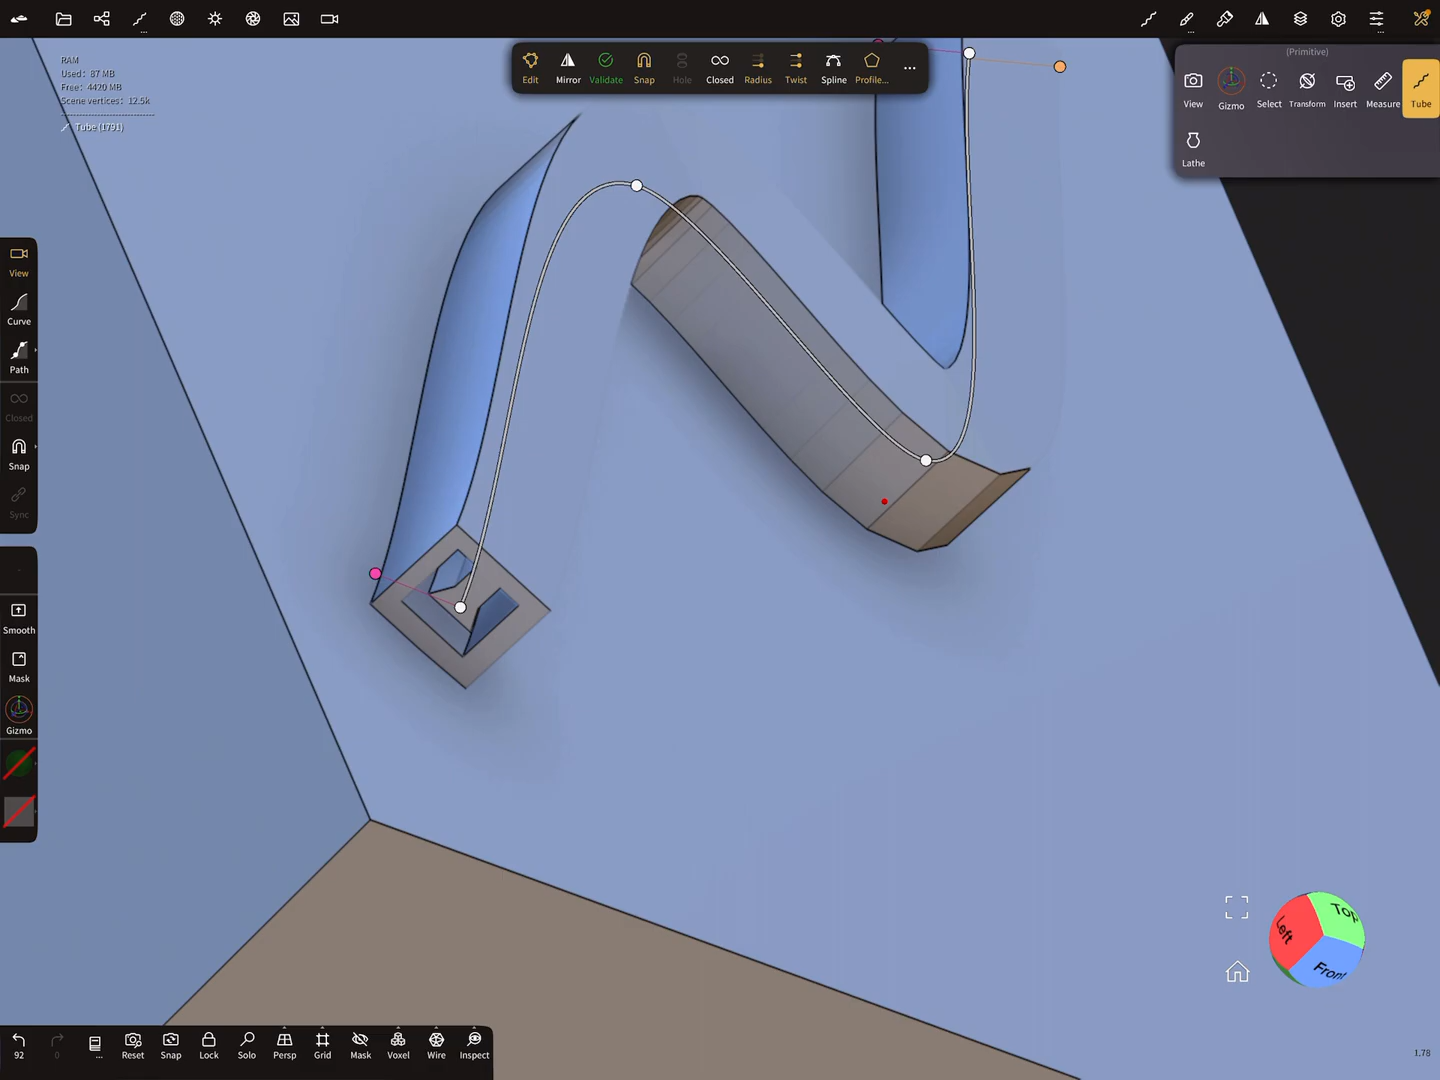 RAM
Used: 87 MB
Free: 4420 MB
Scene vertices: 12.5k
Tube (1791)
Edit
Mirror
Validate
Snap
Hole
Closed
Radius
Twist
Spline
Profile...
...
(Primitive)
View
Gizmo
Select
Transform
Insert
Measure
Tube
Lathe
View
Curve
Path
Closed
Snap
Sync
Smooth
Mask
Gizmo
Left
Top
Front
92
0
...
Reset
Snap
Lock
Solo
Persp
Grid
Mask
Voxel
Wire
Inspect
1.78